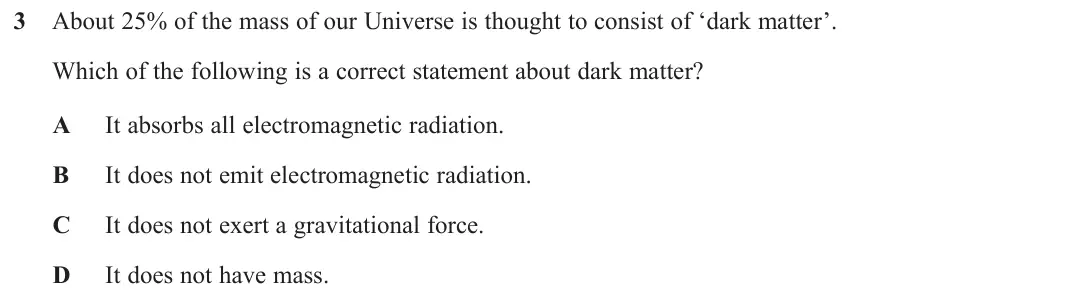 3 About 25% of the mass of our Universe is thought to consist of ‘dark matter’.
Which of the following is a correct statement about dark matter?
A It absorbs all electromagnetic radiation.
B It does not emit electromagnetic radiation.
C It does not exert a gravitational force.
D It does not have mass.